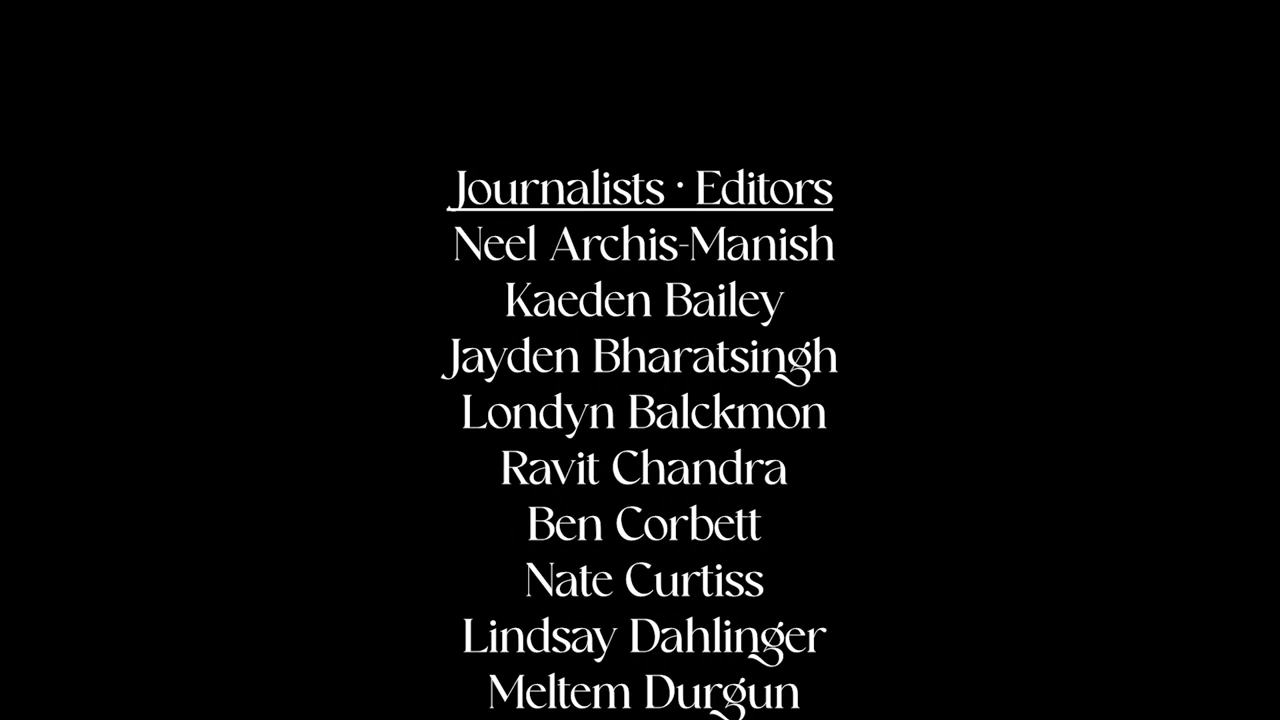 Journalists · Editors
Neel Archis-Manish
Kaeden Bailey
Jayden Bharatsingh
Londyn Balckmon
Ravit Chandra
Ben Corbett
Nate Curtiss
Lindsay Dahlinger
Meltem Durgun